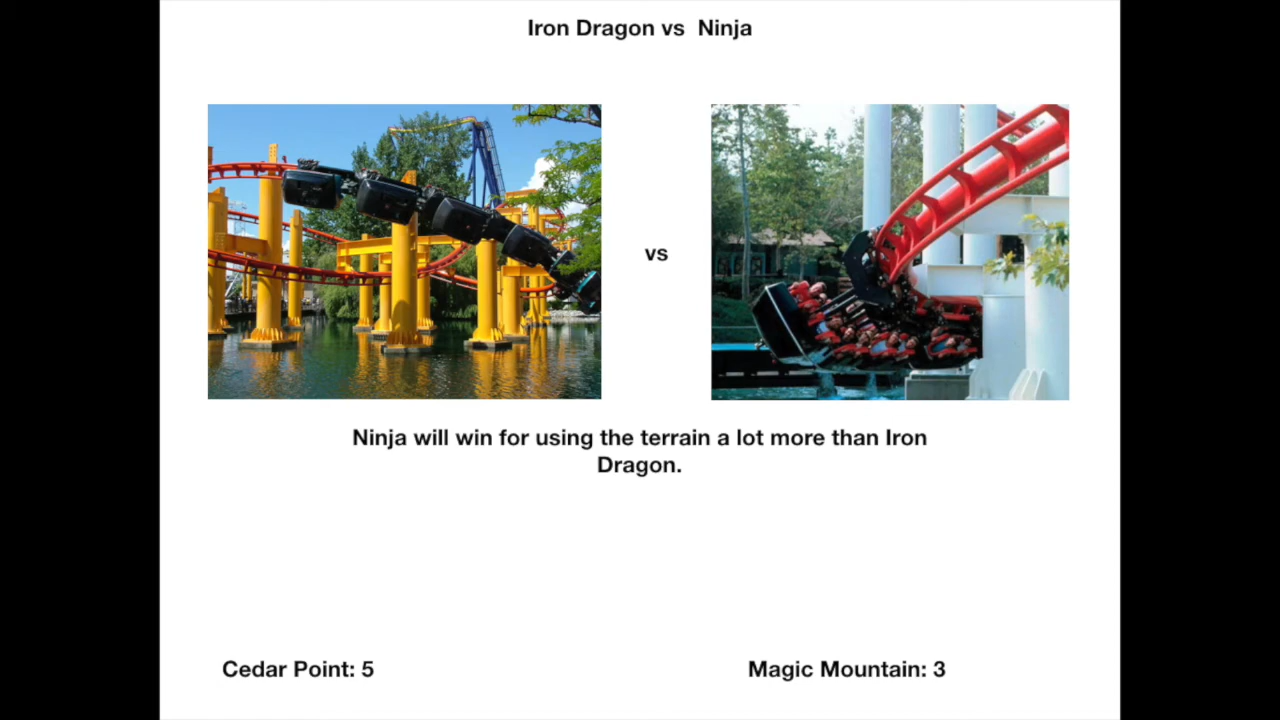 Iron Dragon vs  Ninja
vs
Ninja will win for using the terrain a lot more than Iron
Dragon.
Cedar Point: 5
Magic Mountain: 3